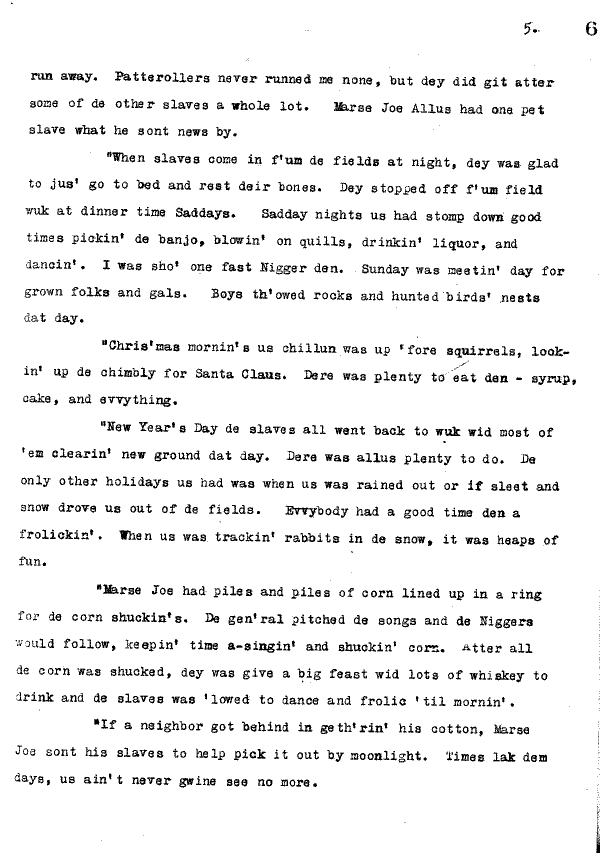 5. 6
run away. Patterollers never runned me none, but dey did git atter
some of de other slaves a whole lot. Marse Joe Allus had one pet
slave what he sont news by.
"When slaves come in f'um de fields at night, dey was glad
to jus' go to bed and rest deir bones. Dey stopped off f'um field
wuk at dinner time Saddays. Sadday nights us had stomp down good
times pickin' de banjo, blowin' on quills, drinkin' liquor, and
dancin'. I was sho' one fast Nigger den. Sunday was meetin' day for
grown folks and gals. Boys th'owed rocks and hunted birds' nests
dat day.
"Chris'mas mornin's us chillun was up 'fore squirrels, look-
in' up de chimbly for Santa Claus. Dere was plenty to eat den - syrup,
cake, and evvything.
"New Year's Day de slaves all went back to wuk wid most of
'em clearin' new ground dat day. Dere was allus plenty to do. De
only other holidays us had was when us was rained out or if sleet and
snow drove us out of de fields. Evvybody had a good time den a
frolickin'. When us was trackin' rabbits in de snow, it was heaps of
fun.
"Marse Joe had piles and piles of corn lined up in a ring
for de corn shuckin's. De gen'ral pitched de songs and de Niggers
would follow, keepin' time a-singin' and shuckin' corn. Atter all
de corn was shucked, dey was give a big feast wid lots of whiskey to
drink and de slaves was 'lowed to dance and frolic 'til mornin'.
"If a neighbor got behind in geth'rin' his cotton, Marse
Joe sont his slaves to help pick it out by moonlight. Times lak dem
days, us ain't never gwine see no more.